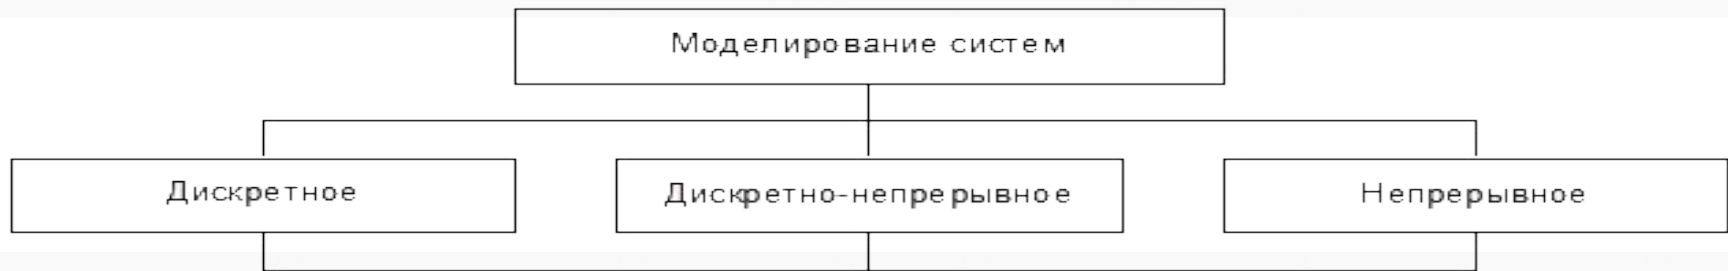 Моделирование систем
Дискретное
Дискретно-непрерывное
Непрерывное